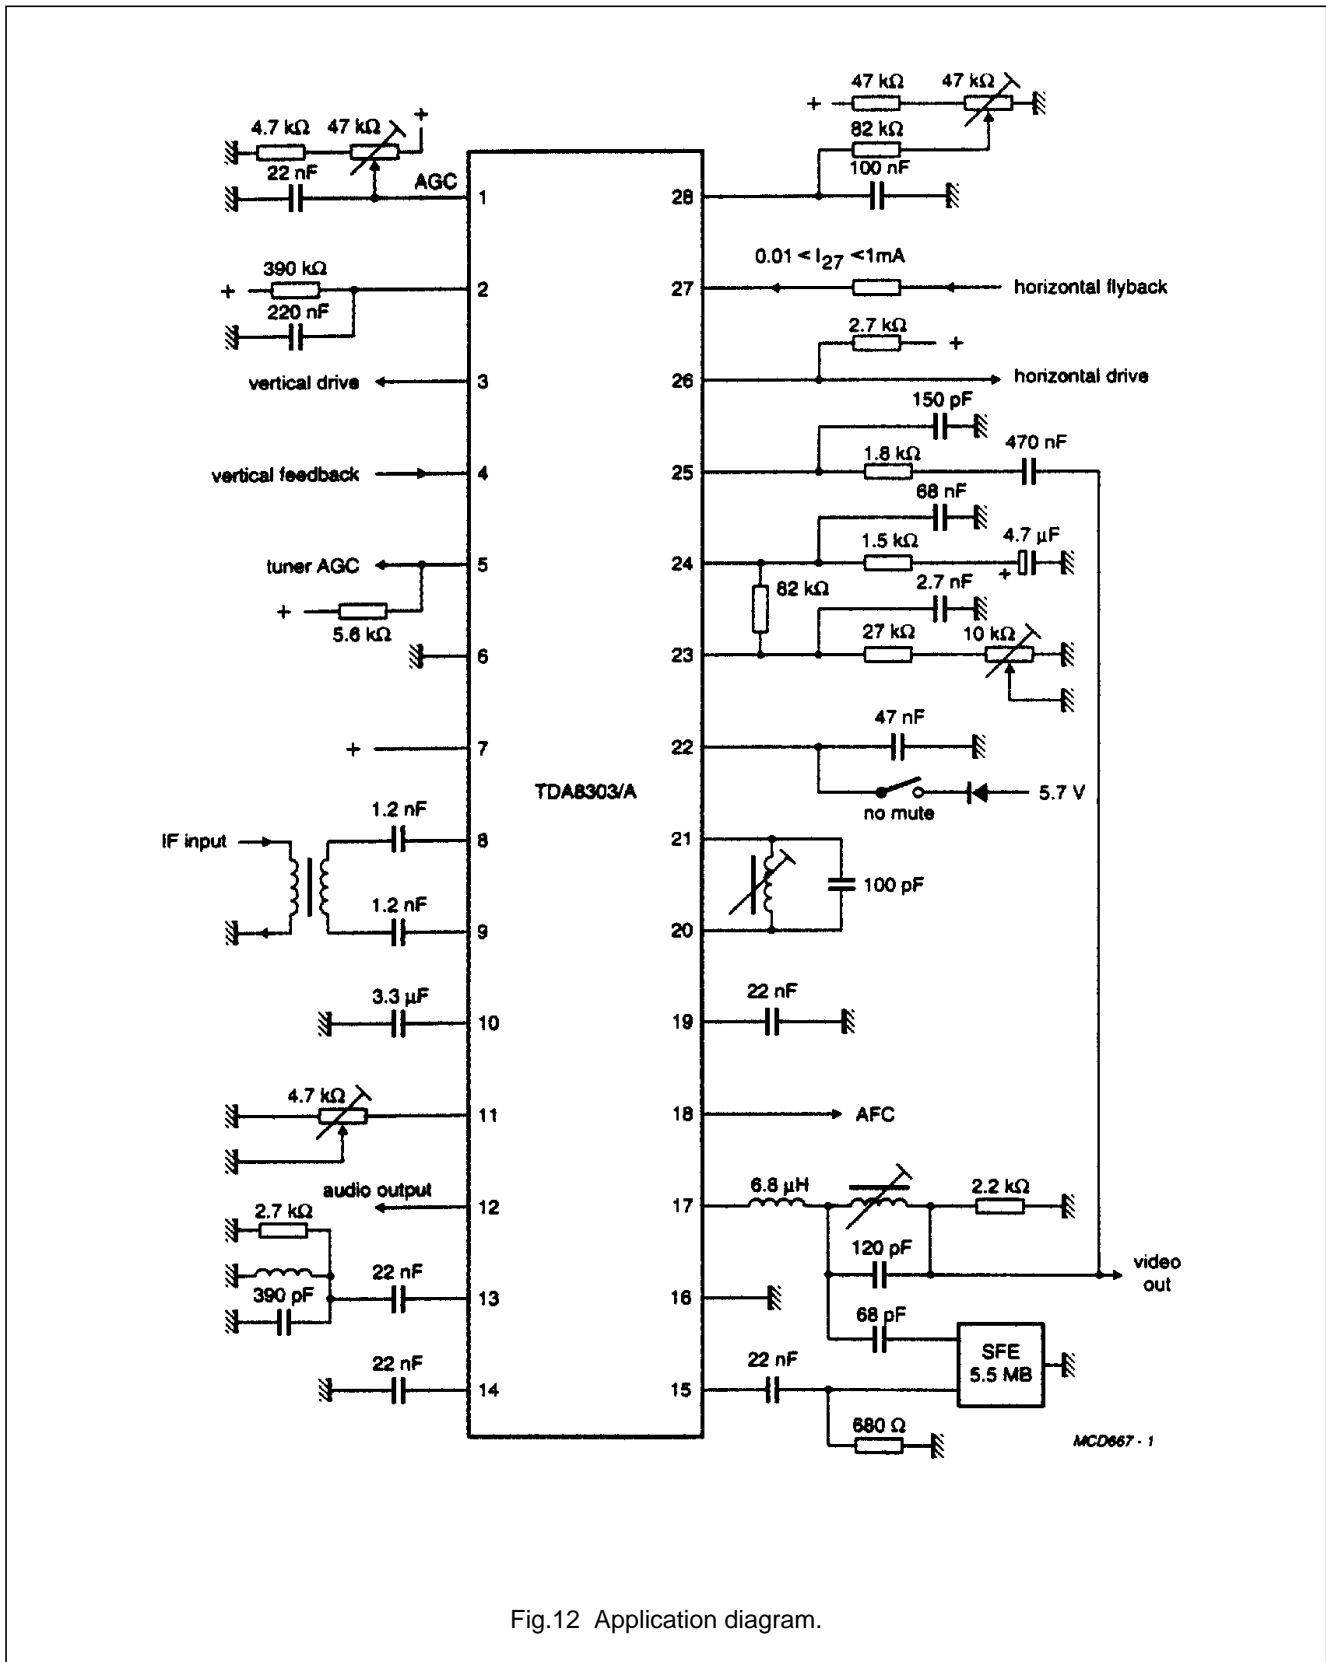 47 kΩ 47 kΩ
+
82 kΩ
100 nF
4.7 kΩ 47 kΩ +
22 nF AGC
1 28
0.01 < I27 < 1mA
390 kΩ
+ 2 27 horizontal flyback
220 nF
2.7 kΩ
+
vertical drive 3 26 horizontal drive
150 pF
470 nF
vertical feedback 4 25 1.8 kΩ
68 nF
tuner AGC 5 24 1.5 kΩ 4.7 µF
+
+ 5.6 kΩ 82 kΩ 2.7 nF
6 23 27 kΩ 10 kΩ
47 nF
+ 7 22
TDA8303/A
no mute 5.7 V
1.2 nF
IF input 8 21
100 pF
1.2 nF
9 20
3.3 µF 22 nF
10 19
4.7 kΩ
11 18 AFC
audio output 12 17 6.8 µH 2.2 kΩ
2.7 kΩ
120 pF
video
out
390 pF 22 nF
13 16
68 pF
SFE
5.5 MB
22 nF 22 nF
14 15
680 Ω
MCD667 - 1
Fig.12 Application diagram.